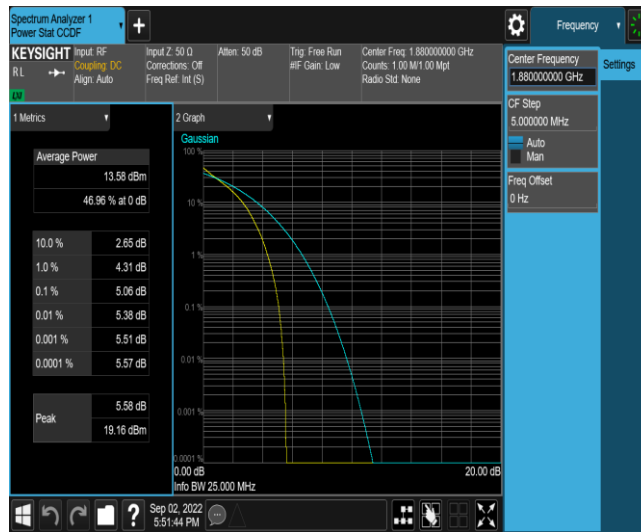 Spectrum Analyzer 1
Power Stat CCDF
+
Frequency
KEYSIGHT
RL
Input: RF
Coupling: DC
Align: Auto
Input Z: 50 Ω
Corrections: Off
Freq Ref: Int (S)
Atten: 50 dB
Trig: Free Run
#IF Gain: Low
Center Freq: 1.880000000 GHz
Counts: 1.00 M/1.00 Mpt
Radio Std: None
LXI
Center Frequency
1.880000000 GHz
Settings
CF Step
5.000000 MHz
Auto
Man
Freq Offset
0 Hz
1 Metrics
Average Power
13.58 dBm
46.96 % at 0 dB
10.0 % 2.65 dB
1.0 % 4.31 dB
0.1 % 5.06 dB
0.01 % 5.38 dB
0.001 % 5.51 dB
0.0001 % 5.57 dB
Peak
5.58 dB
19.16 dBm
2 Graph
Gaussian
100 %
10 %
1 %
0.1 %
0.01 %
0.001 %
0.0001 %
0.00 dB
20.00 dB
Info BW 25.000 MHz
?
Sep 02, 2022
5:51:44 PM